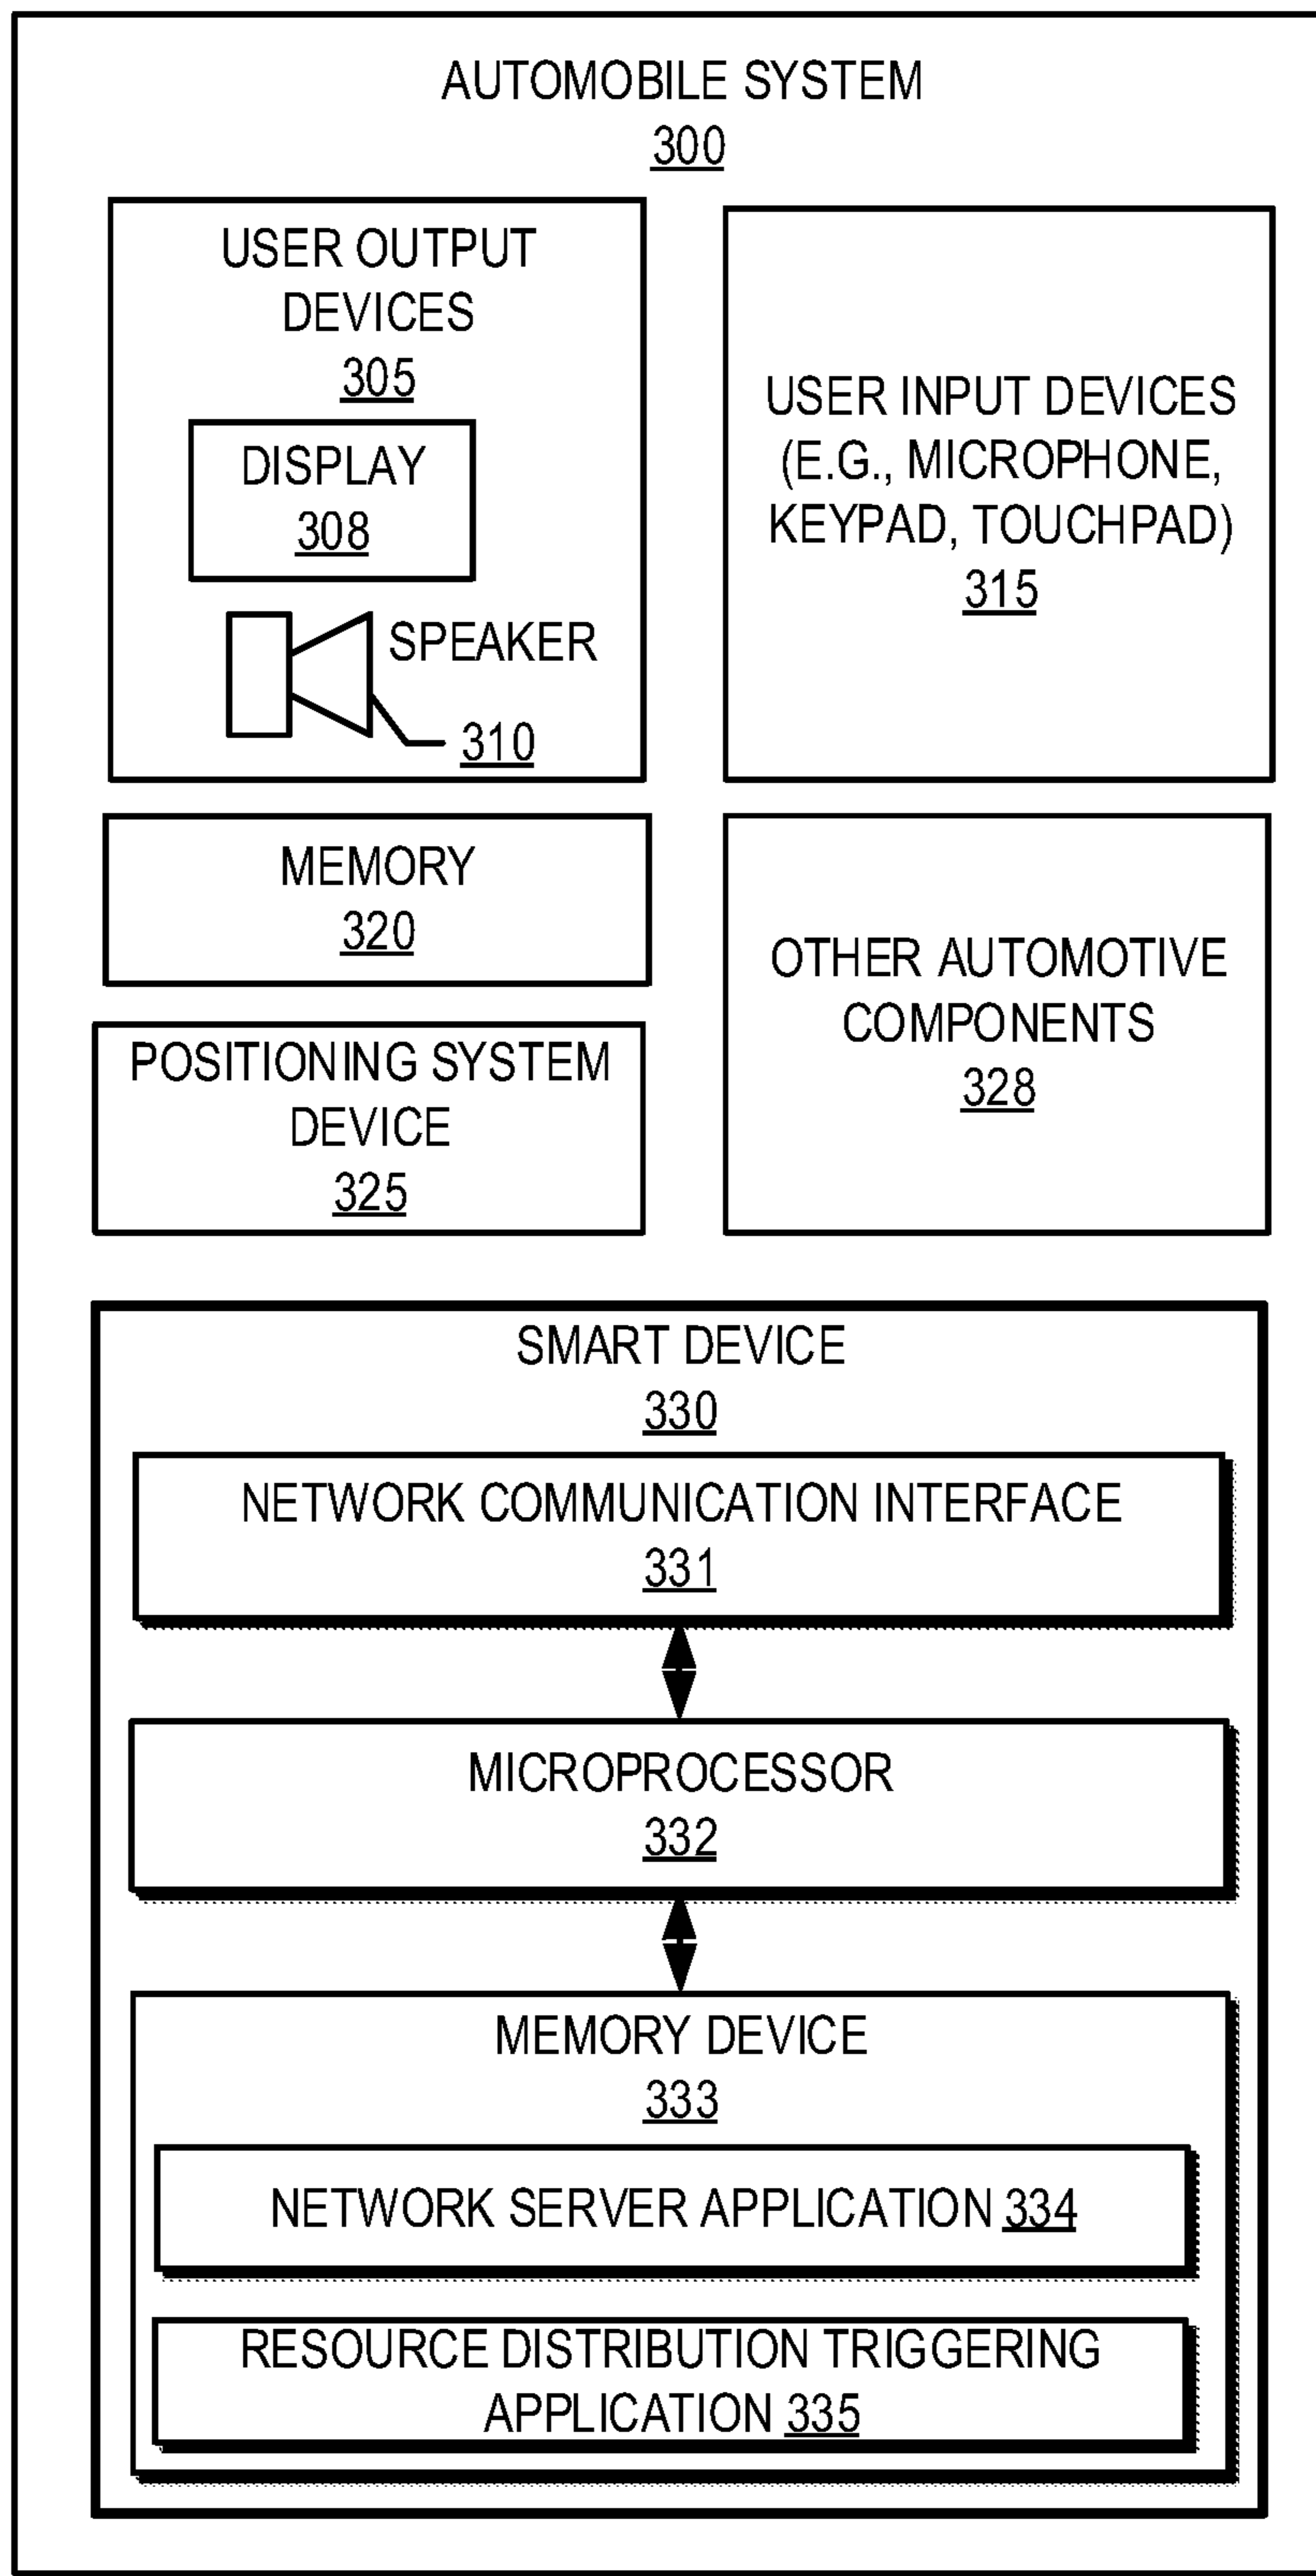 AUTOMOBILE SYSTEM
300
USER OUTPUT
DEVICES
305
DISPLAY
308
SPEAKER
310
USER INPUT DEVICES
(E.G., MICROPHONE,
KEYPAD, TOUCHPAD)
315
MEMORY
320
OTHER AUTOMOTIVE
COMPONENTS
328
POSITIONING SYSTEM
DEVICE
325
SMART DEVICE
330
NETWORK COMMUNICATION INTERFACE
331
MICROPROCESSOR
332
MEMORY DEVICE
333
NETWORK SERVER APPLICATION 334
RESOURCE DISTRIBUTION TRIGGERING
APPLICATION 335